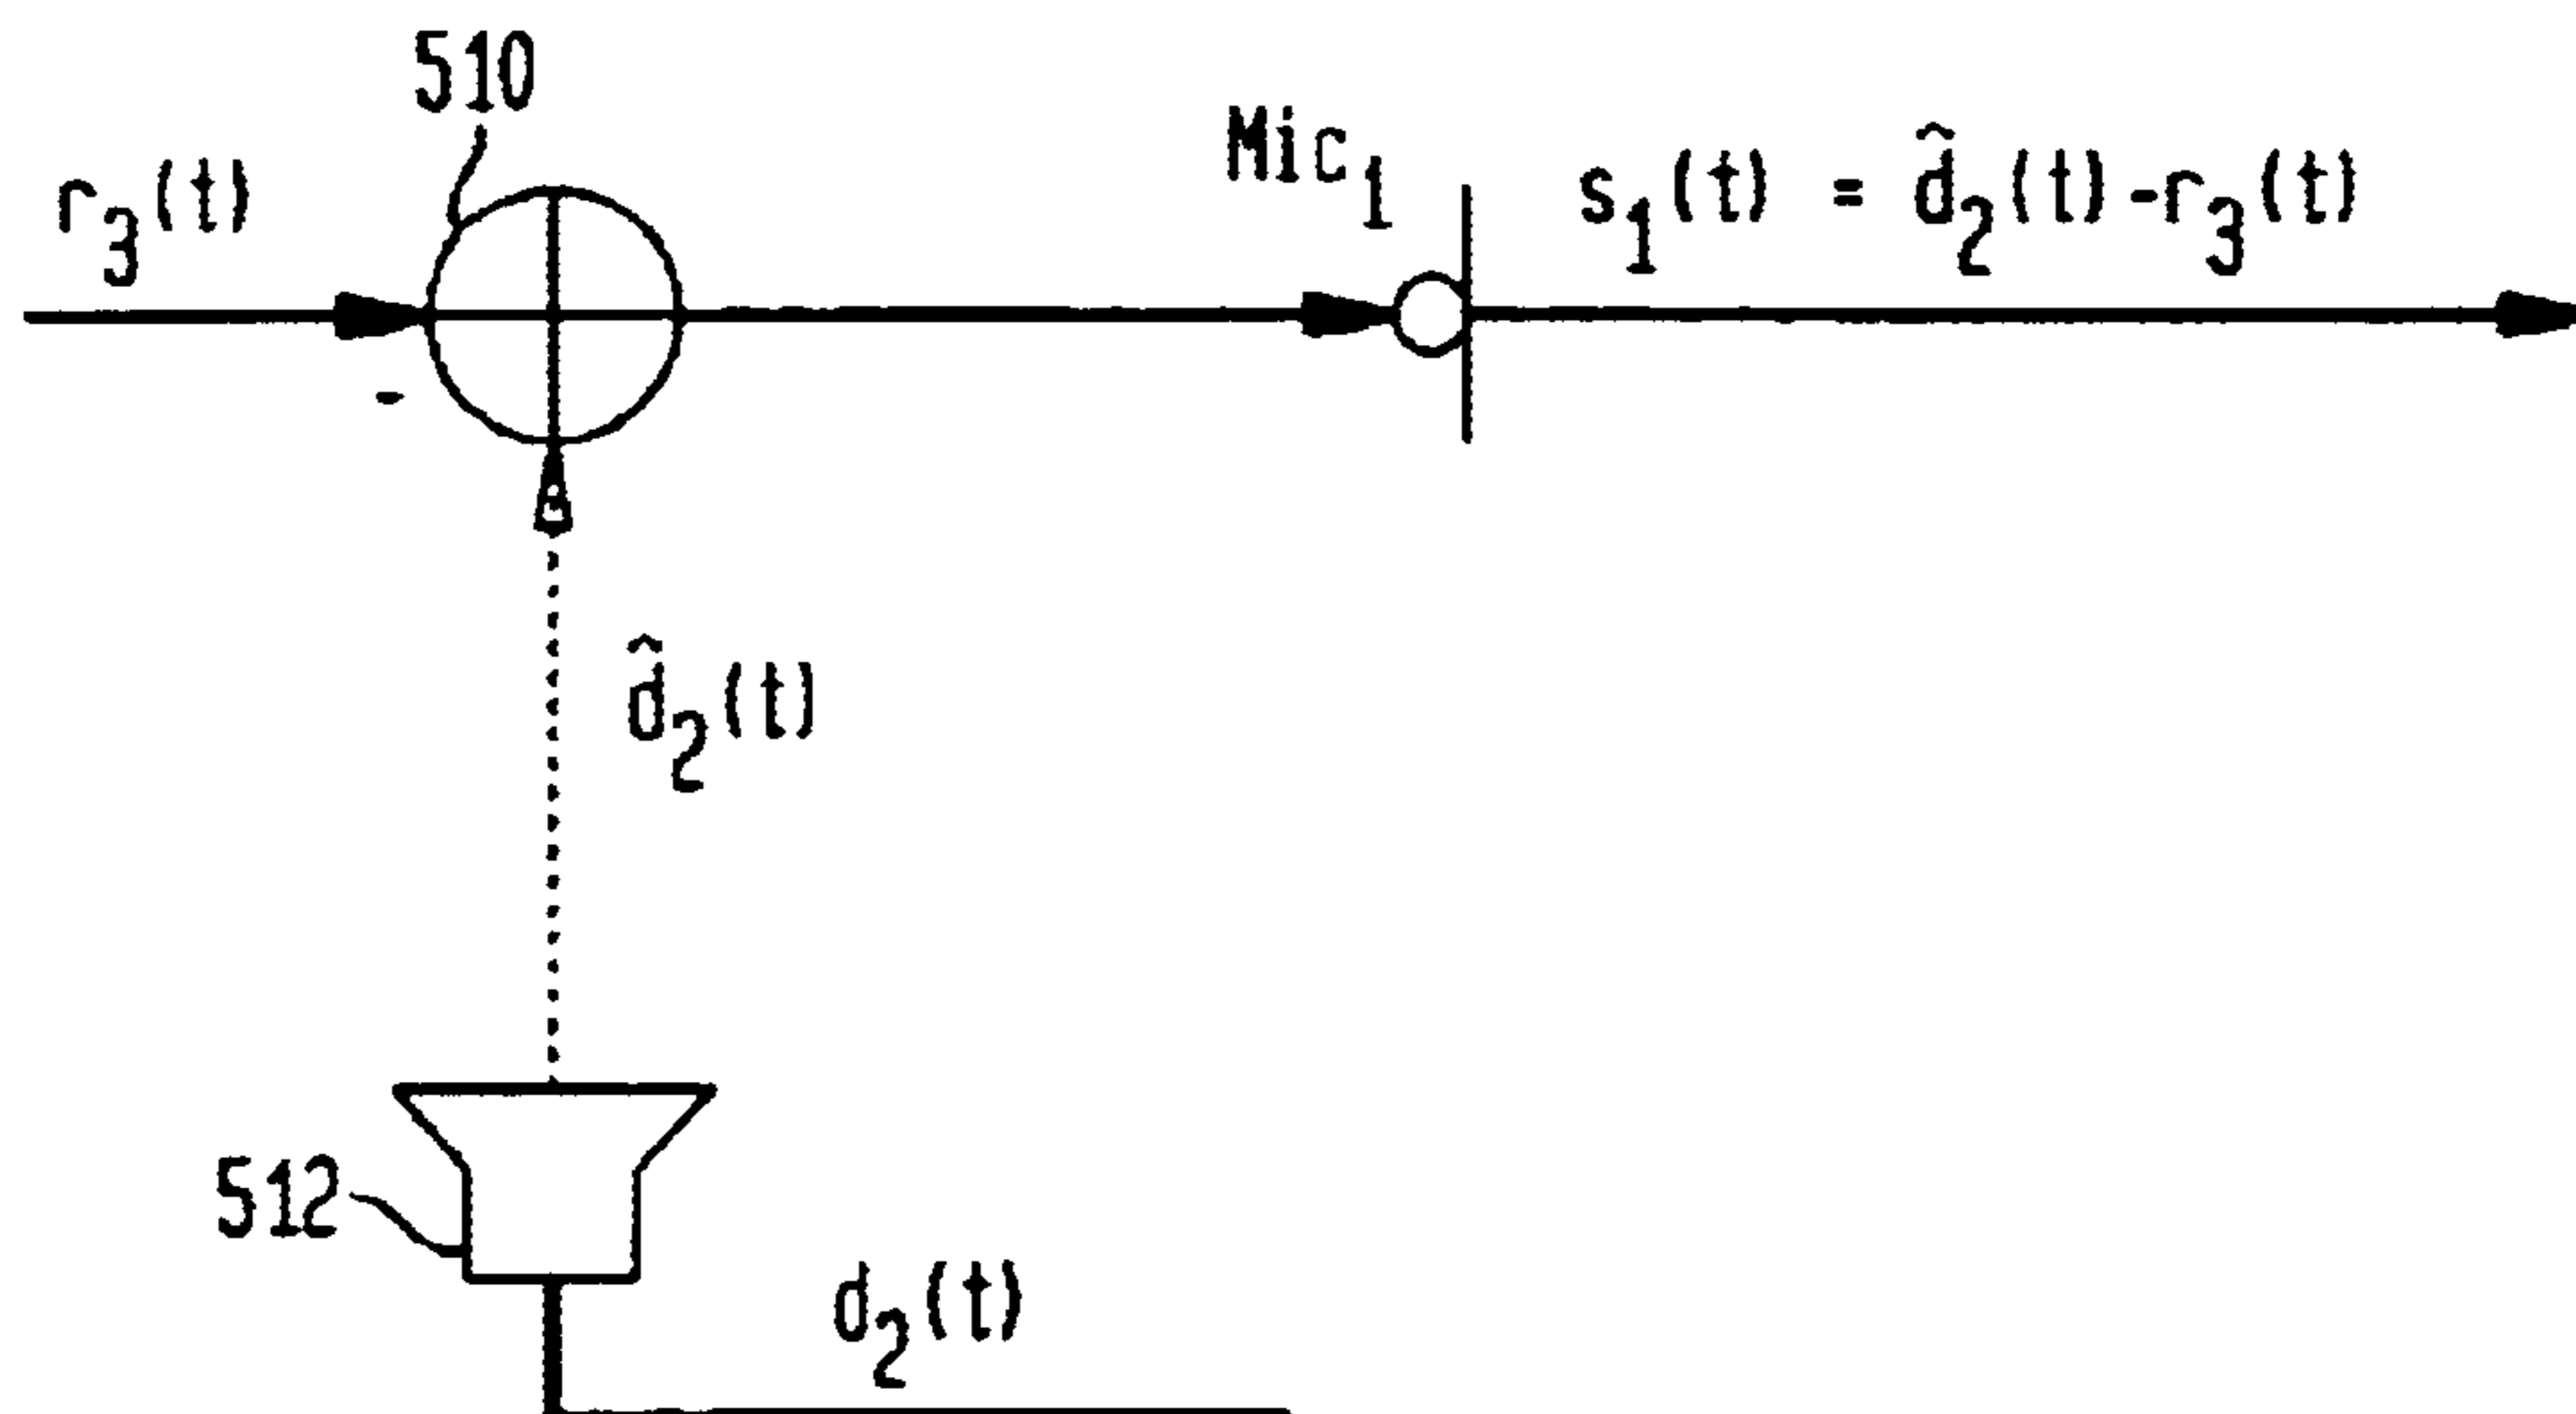 510
r₃(t)
Mic₁
s₁(t) = d̂₂(t)-r₃(t)
-
d̂₂(t)
512
d₂(t)